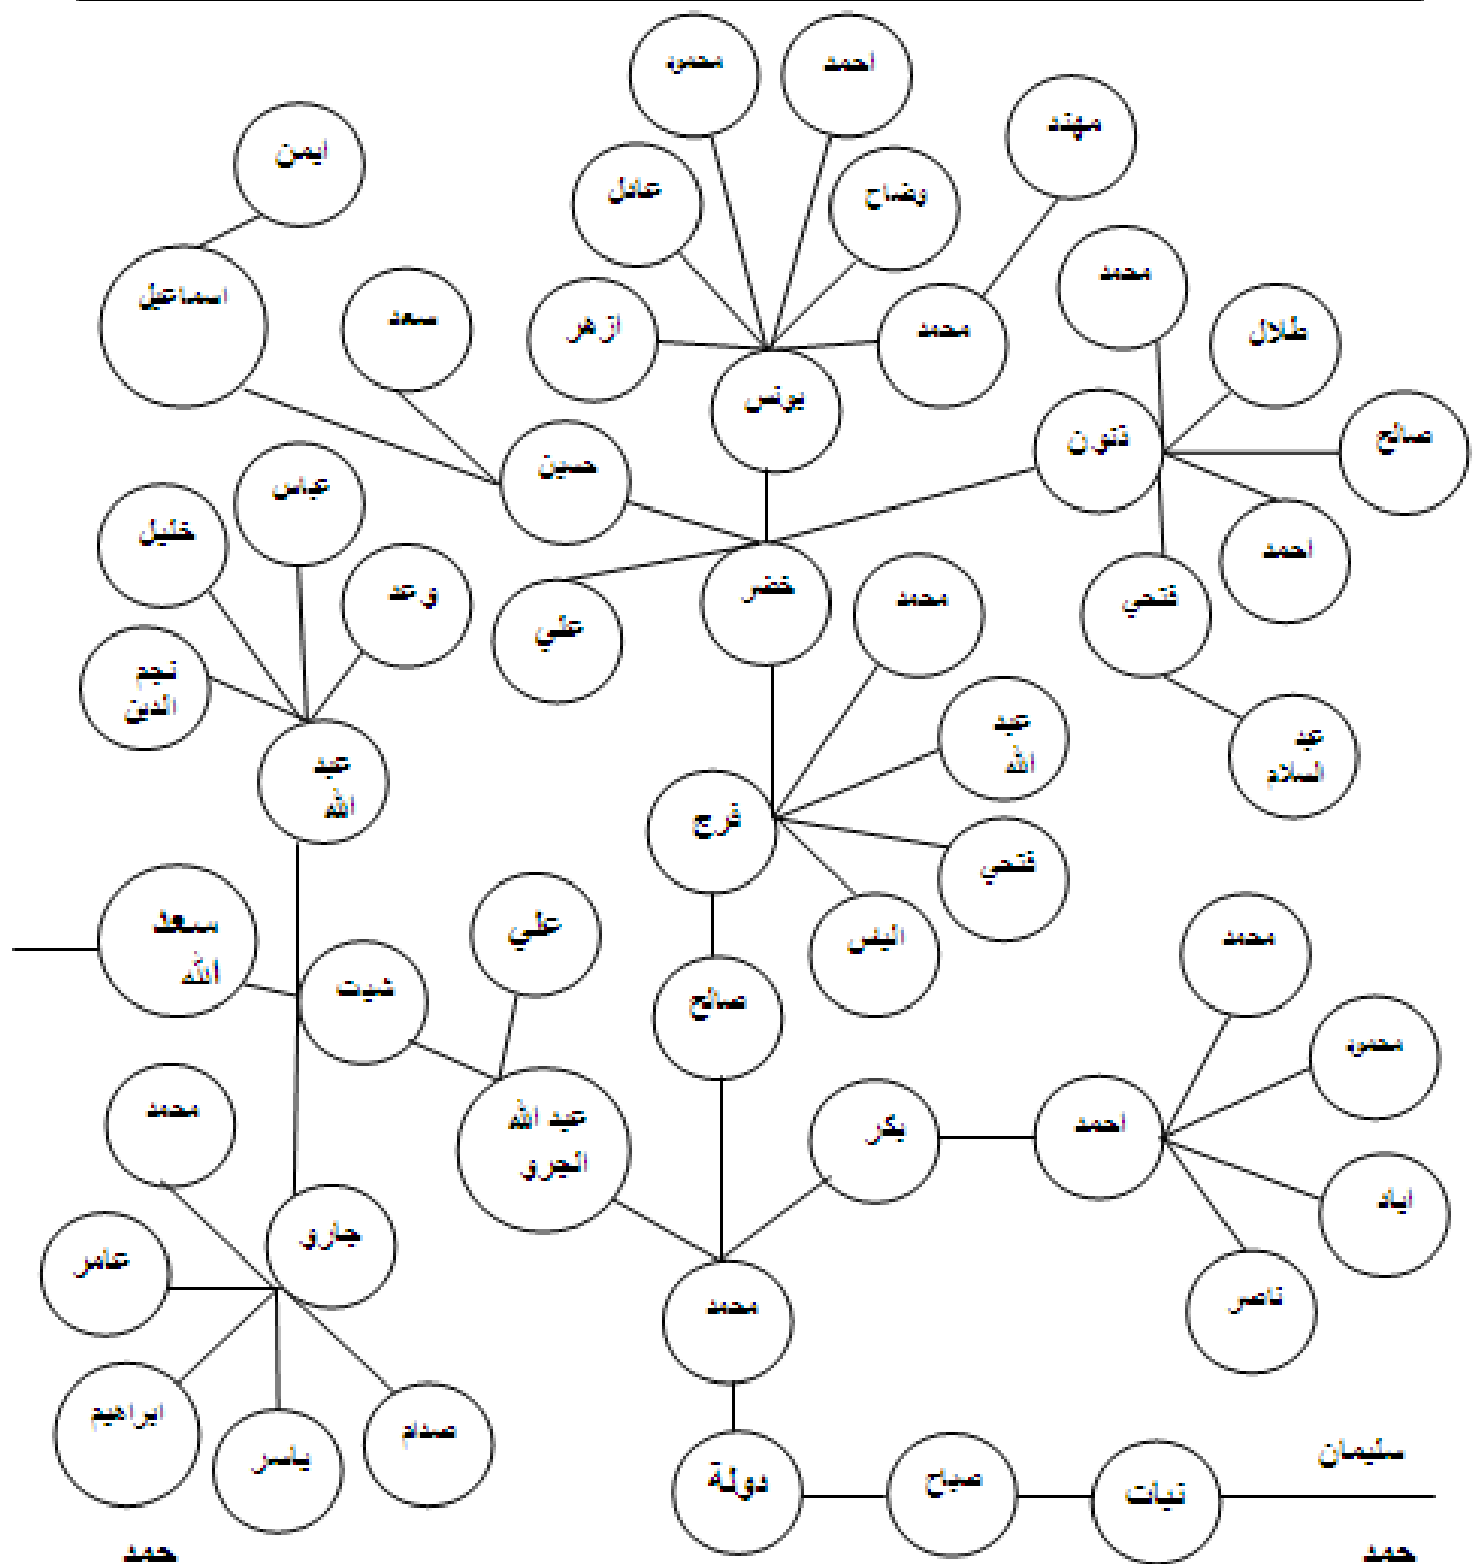 محمود
احمد
مهند
ايمن
عادل
وضاح
محمد
اسماعيل
سعد
ازهر
محمد
طلال
يونس
ذنون
صالح
حسين
عباس
خليل
وعد
علي
خضر
محمد
فتحي
احمد
نجم
الدين
عبد
الله
عبد
السلام
عبد
الله
فرج
فتحي
سعد
الله
علي
اليس
محمد
شيت
صالح
محمود
محمد
عبد الله
الجرو
بكر
احمد
اياد
عامر
جارو
محمد
ناصر
ابراهيم
ياسر
صدام
دولة
صباح
نبات
سليمان
حمد
حمد